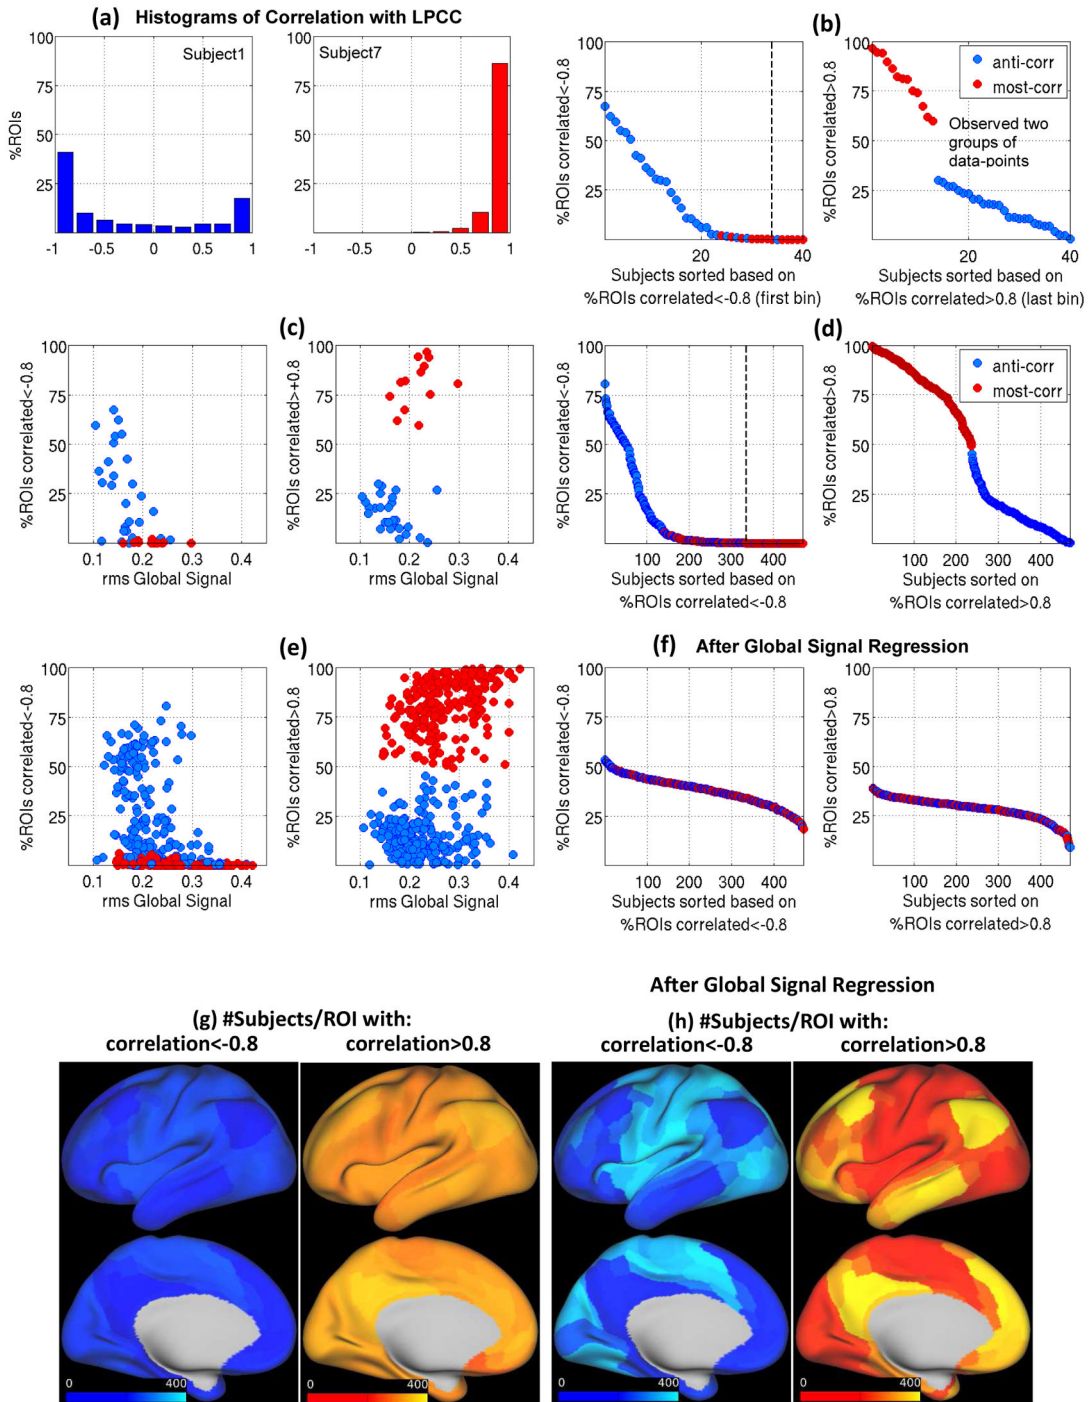 (a) Histograms of Correlation with LPCC
100
75
50
25
%ROIs
Subject1
-1 -0.5 0 0.5 1
100
75
50
25
Subject7
-1 -0.5 0 0.5 1
(b)
100
75
50
25
%ROIs correlated<-0.8
20 40
Subjects sorted based on
%ROIs correlated<-0.8 (first bin)
100
75
50
25
%ROIs correlated>0.8
anti-corr
most-corr
Observed two
groups of
data-points
20 40
Subjects sorted based on
%ROIs correlated>0.8 (last bin)
(c)
100
75
50
25
%ROIs correlated<-0.8
0.1 0.2 0.3 0.4
rms Global Signal
100
75
50
25
%ROIs correlated>+0.8
0.1 0.2 0.3 0.4
rms Global Signal
(d)
100
75
50
25
%ROIs correlated<-0.8
100 200 300 400
Subjects sorted based on
%ROIs correlated<-0.8
100
75
50
25
%ROIs correlated>0.8
anti-corr
most-corr
100 200 300 400
Subjects sorted on
%ROIs correlated>0.8
(e)
100
75
50
25
%ROIs correlated<-0.8
0.1 0.2 0.3 0.4
rms Global Signal
100
75
50
25
%ROIs correlated>0.8
0.1 0.2 0.3 0.4
rms Global Signal
(f) After Global Signal Regression
100
75
50
25
%ROIs correlated<-0.8
100 200 300 400
Subjects sorted based on
%ROIs correlated<-0.8
100
75
50
25
%ROIs correlated>0.8
100 200 300 400
Subjects sorted on
%ROIs correlated>0.8
(g) #Subjects/ROI with:
correlation<-0.8 correlation>0.8
0 400
0 400
After Global Signal Regression
(h) #Subjects/ROI with:
correlation<-0.8 correlation>0.8
0 400
0 400